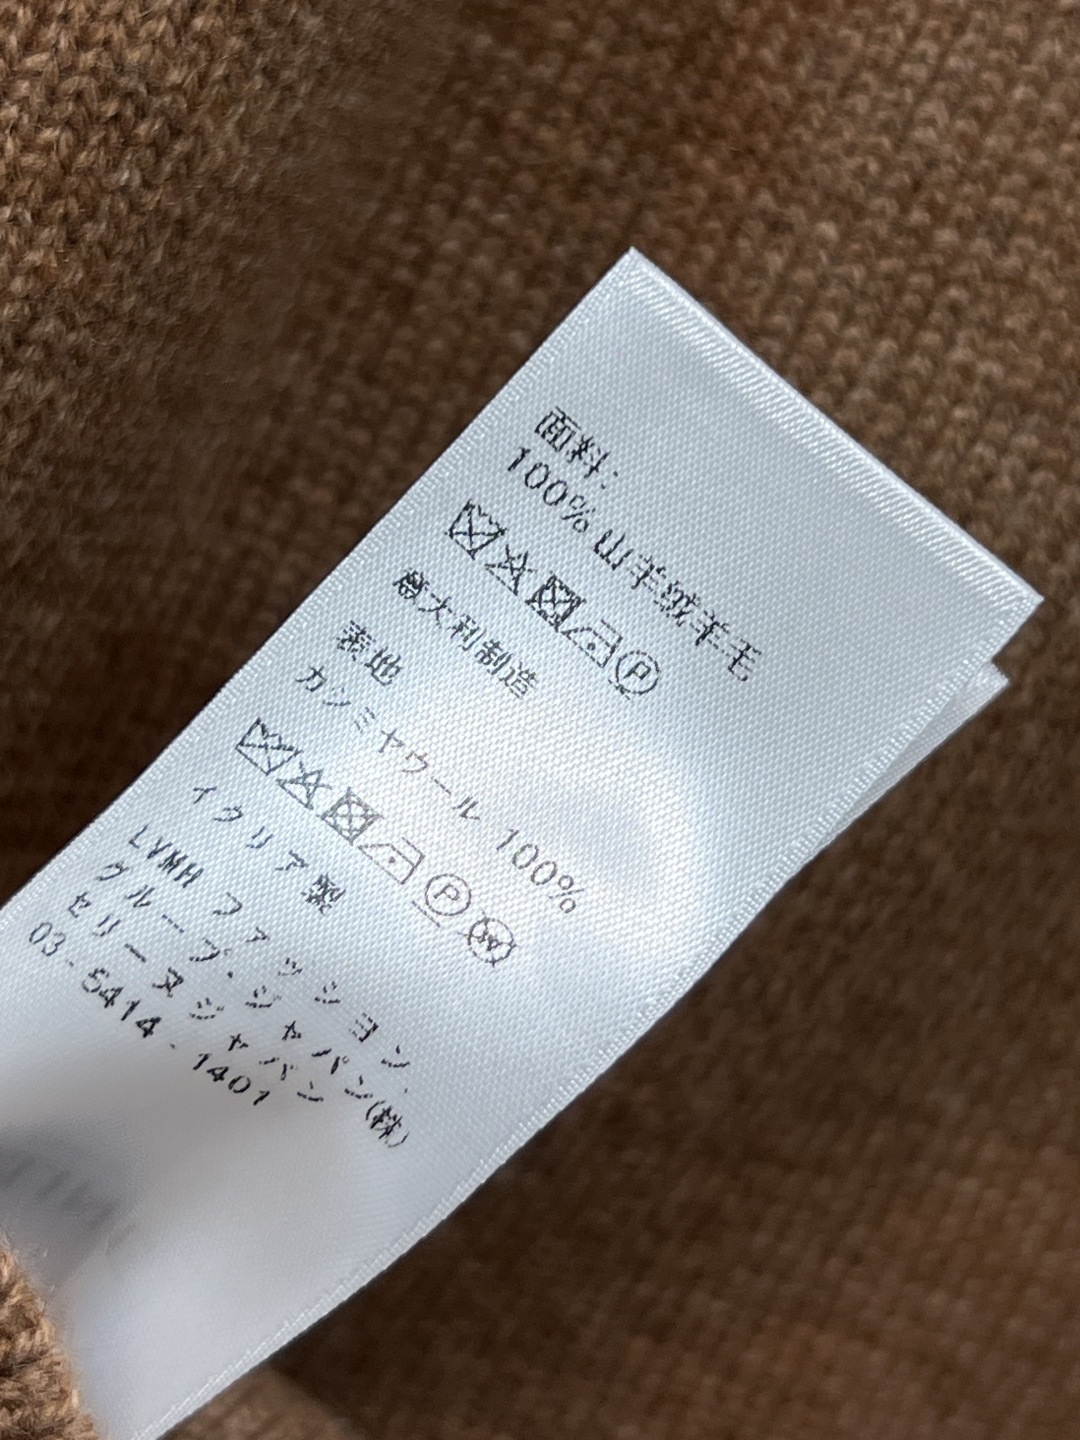 面料:
100% 山羊绒羊毛
意大利制造
表地
カシミヤウール 100%
イタリア製
LVMH ファッション.
グループ.ジャパン(株)
セリーヌジャパン
03-5414-1401